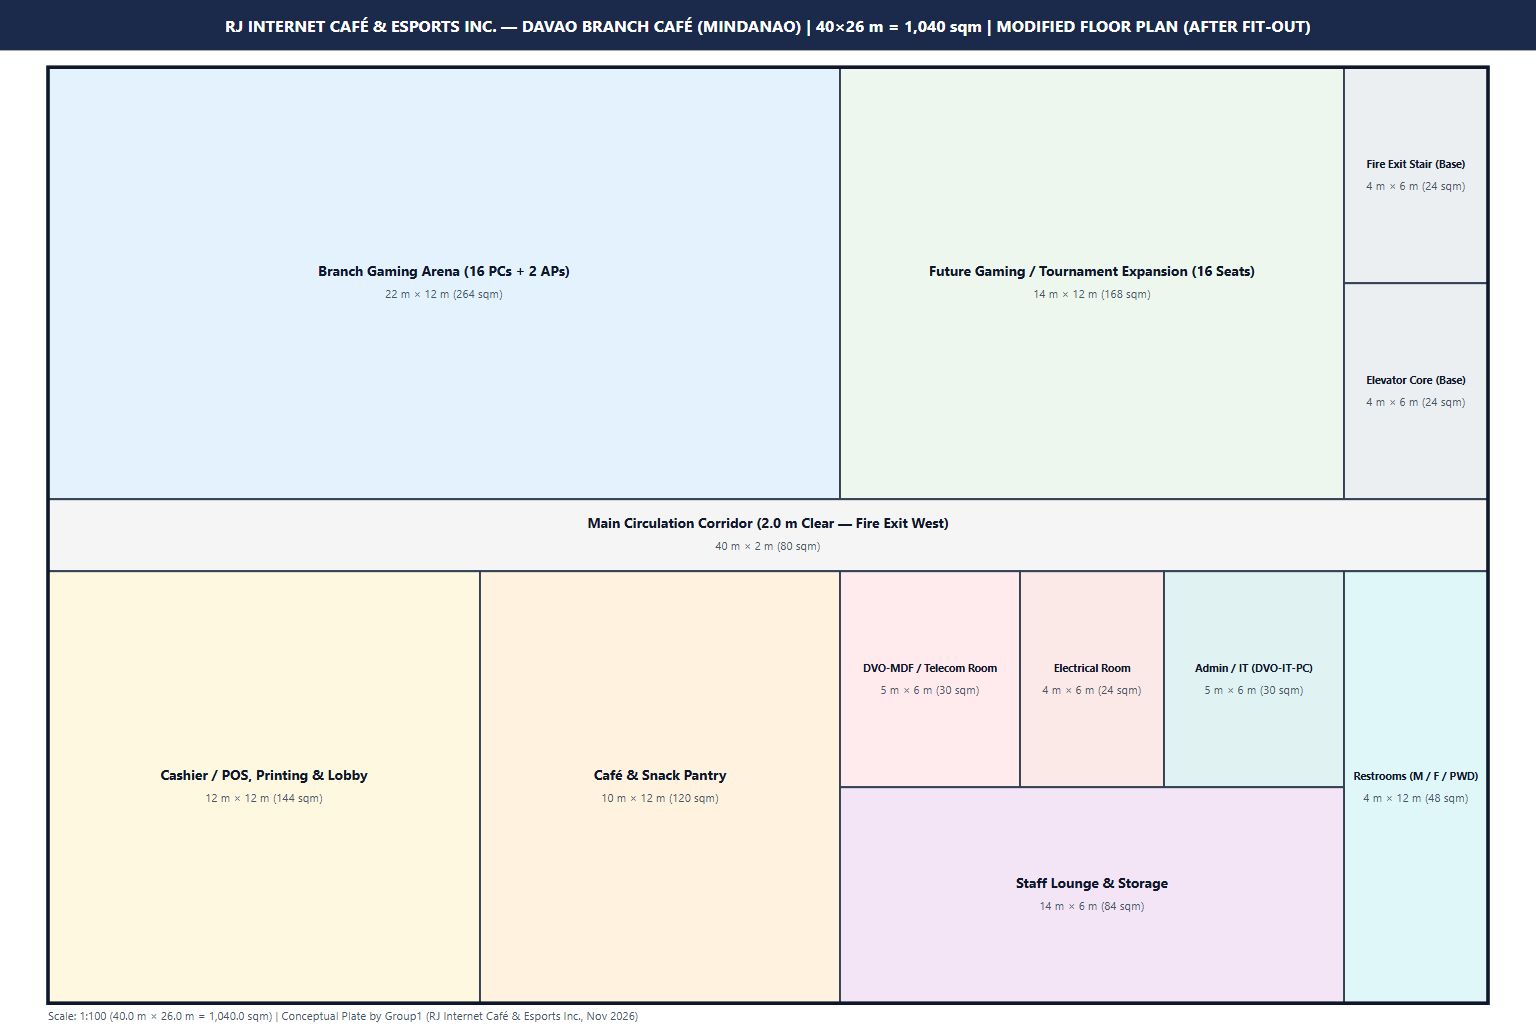 RJ INTERNET CAFÉ & ESPORTS INC. — DAVAO BRANCH CAFÉ (MINDANAO) | 40×26 m = 1,040 sqm | MODIFIED FLOOR PLAN (AFTER FIT-OUT)
Branch Gaming Arena (16 PCs + 2 APs)
22 m × 12 m (264 sqm)
Future Gaming / Tournament Expansion (16 Seats)
14 m × 12 m (168 sqm)
Fire Exit Stair (Base)
4 m × 6 m (24 sqm)
Elevator Core (Base)
4 m × 6 m (24 sqm)
Main Circulation Corridor (2.0 m Clear — Fire Exit West)
40 m × 2 m (80 sqm)
Cashier / POS, Printing & Lobby
12 m × 12 m (144 sqm)
Café & Snack Pantry
10 m × 12 m (120 sqm)
DVO-MDF / Telecom Room
5 m × 6 m (30 sqm)
Electrical Room
4 m × 6 m (24 sqm)
Admin / IT (DVO-IT-PC)
5 m × 6 m (30 sqm)
Restrooms (M / F / PWD)
4 m × 12 m (48 sqm)
Staff Lounge & Storage
14 m × 6 m (84 sqm)
Scale: 1:100 (40.0 m × 26.0 m = 1,040.0 sqm) | Conceptual Plate by Group1 (RJ Internet Café & Esports Inc., Nov 2026)